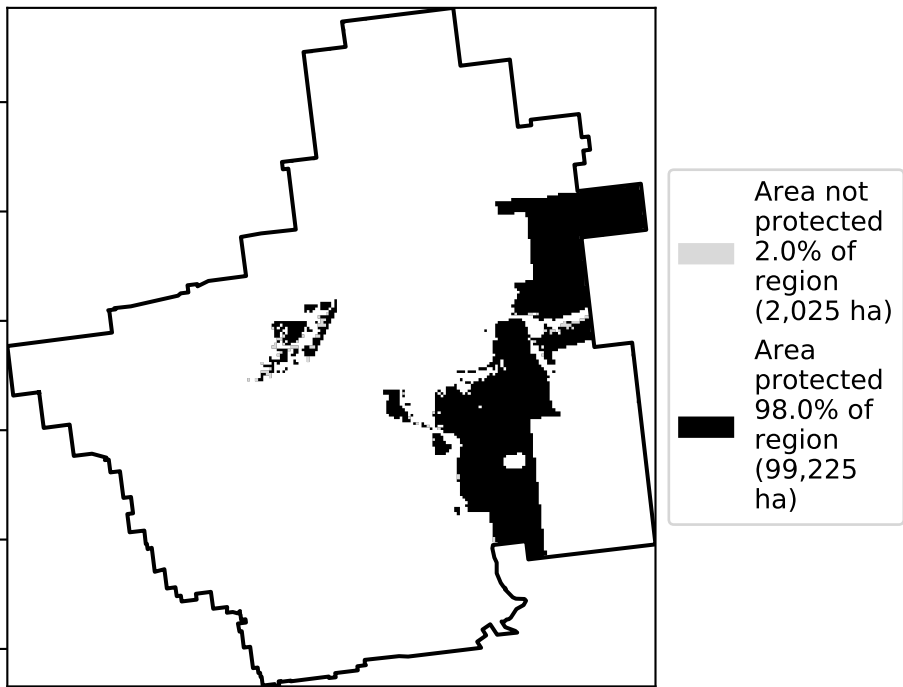 Area not
protected
2.0% of
region
(2,025 ha)
Area
protected
98.0% of
region
(99,225
ha)